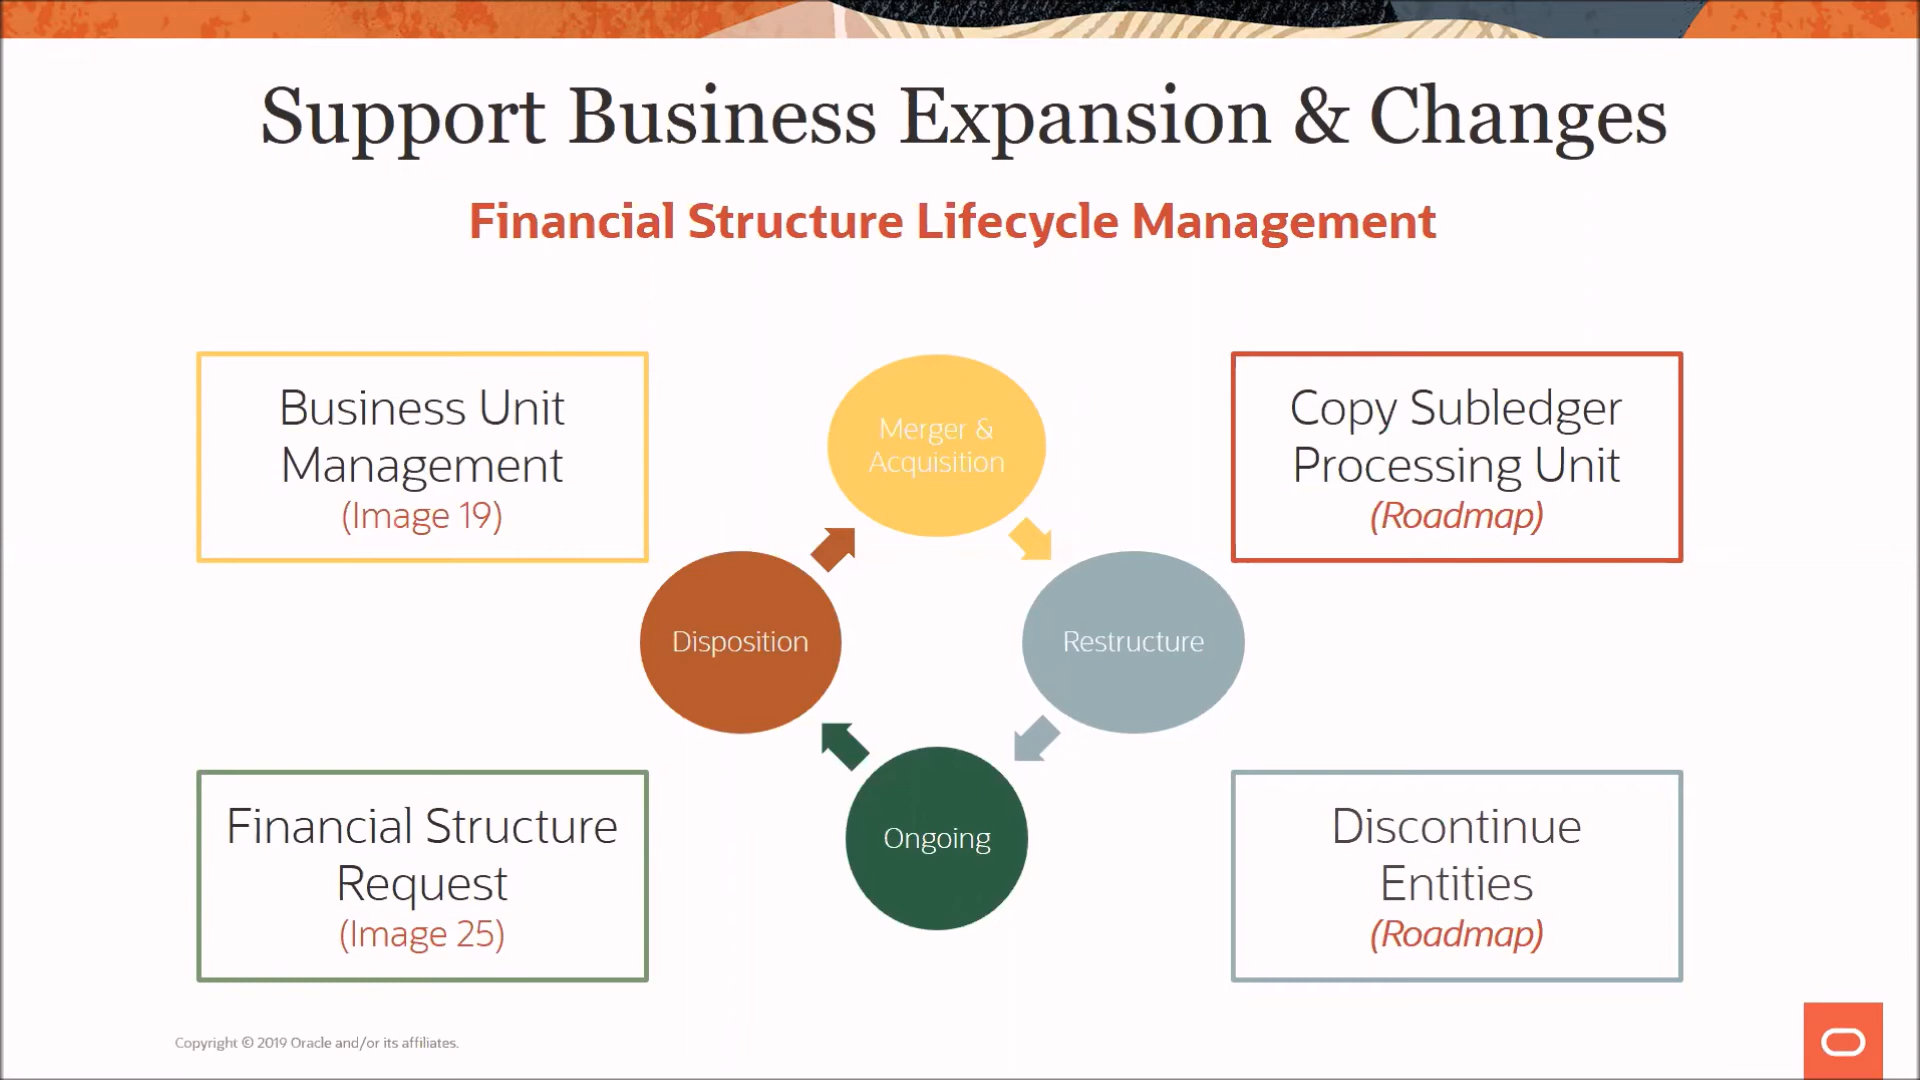 Support Business Expansion & Changes
Financial Structure Lifecycle Management
Business Unit
Management
(Image 19)
Merger &
Acquisition
Copy Subledger
Processing Unit
(Roadmap)
Disposition
Restructure
Ongoing
Financial Structure
Request
(Image 25)
Discontinue
Entities
(Roadmap)
Copyright © 2019 Oracle and/or its affiliates.